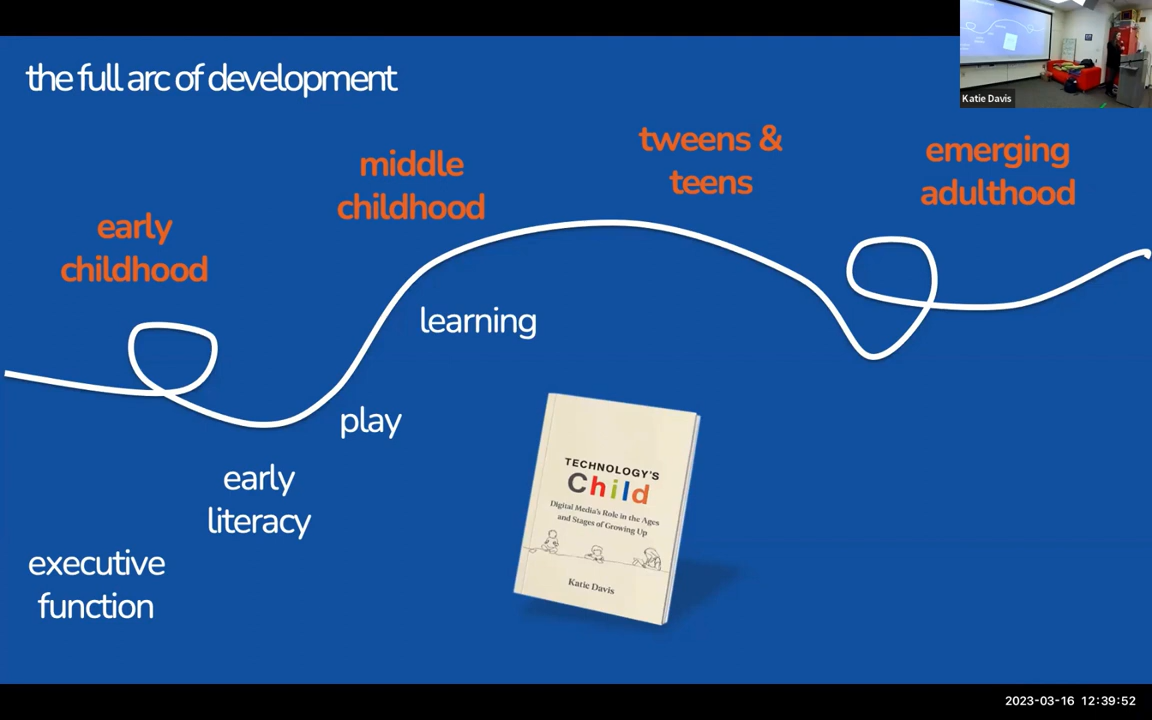 the full arc of development
Katie Davis
early
childhood
middle
childhood
tweens &
teens
emerging
adulthood
learning
play
early
literacy
executive
function
TECHNOLOGY'S
Child
Digital Media's Role in the Ages
and Stages of Growing Up
Katie Davis
2023-03-16 12:39:52